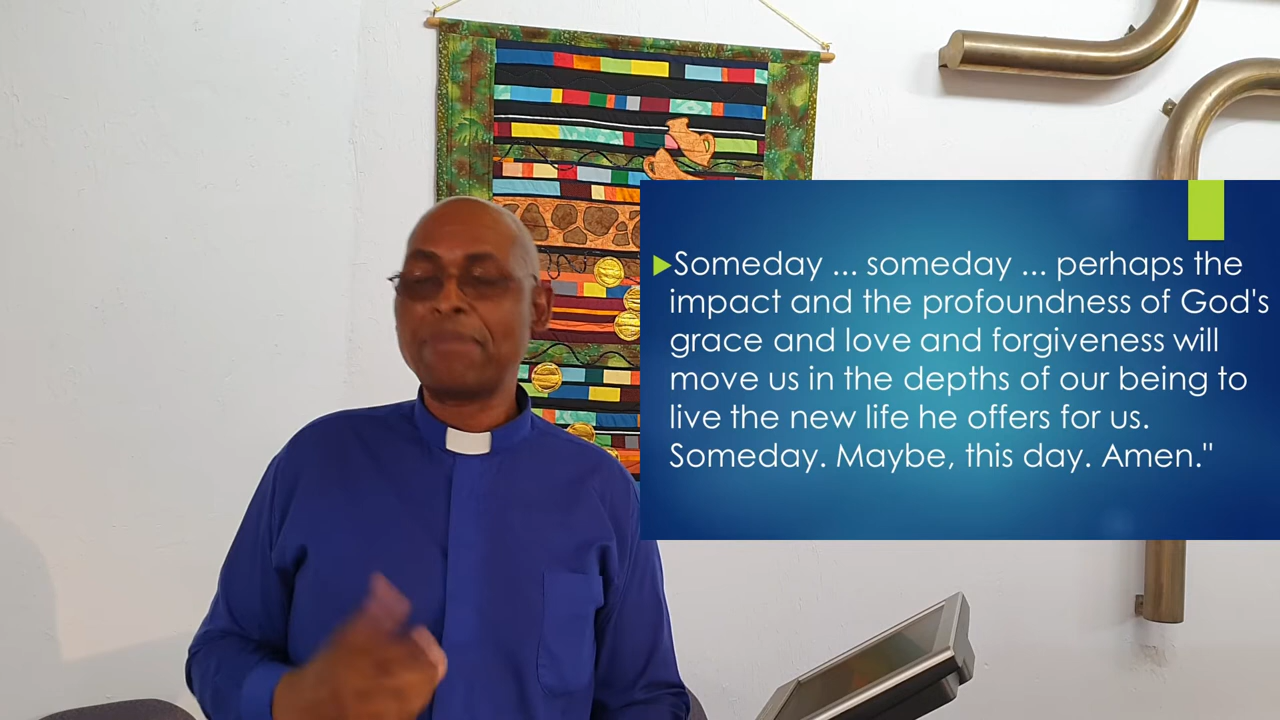 Someday ... someday ... perhaps the
impact and the profoundness of God's
grace and love and forgiveness will
move us in the depths of our being to
live the new life he offers for us.
Someday. Maybe, this day. Amen."